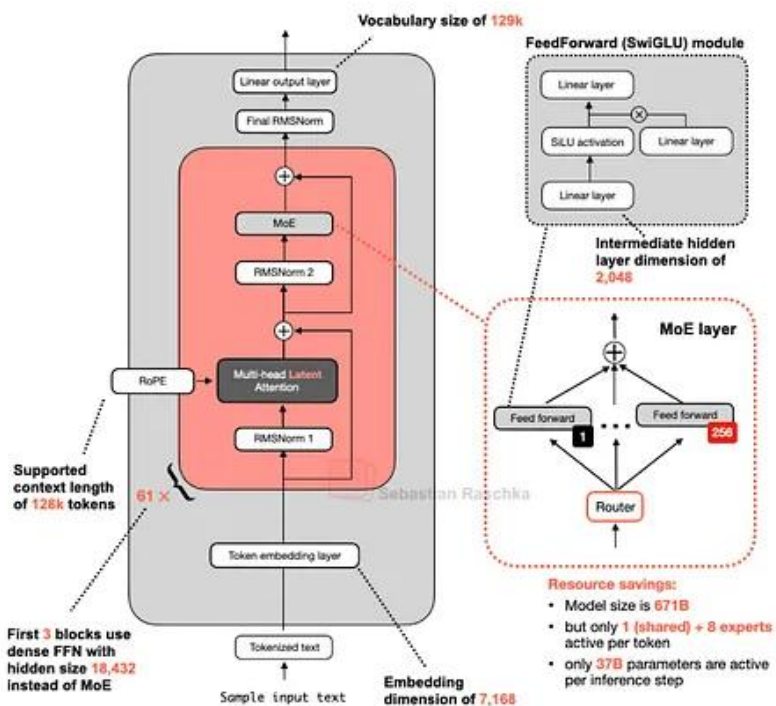 Vocabulary size of 129k
Linear output layer
Final RMSNorm
MoE
RMSNorm 2
RoPE
Multi-head Latent
Attention
RMSNorm 1
Supported
context length
of 128k tokens
61 ×
Sebastian Raschka
Token embedding layer
First 3 blocks use
dense FFN with
hidden size 18,432
instead of MoE
Tokenized text
Sample input text
Embedding
dimension of 7,168
FeedForward (SwiGLU) module
Linear layer
SiLU activation
Linear layer
Linear layer
Intermediate hidden
layer dimension of
2,048
MoE layer
Feed forward
1
Feed forward
256
Router
Resource savings:
• Model size is 671B
• but only 1 (shared) + 8 experts
active per token
• only 37B parameters are active
per inference step